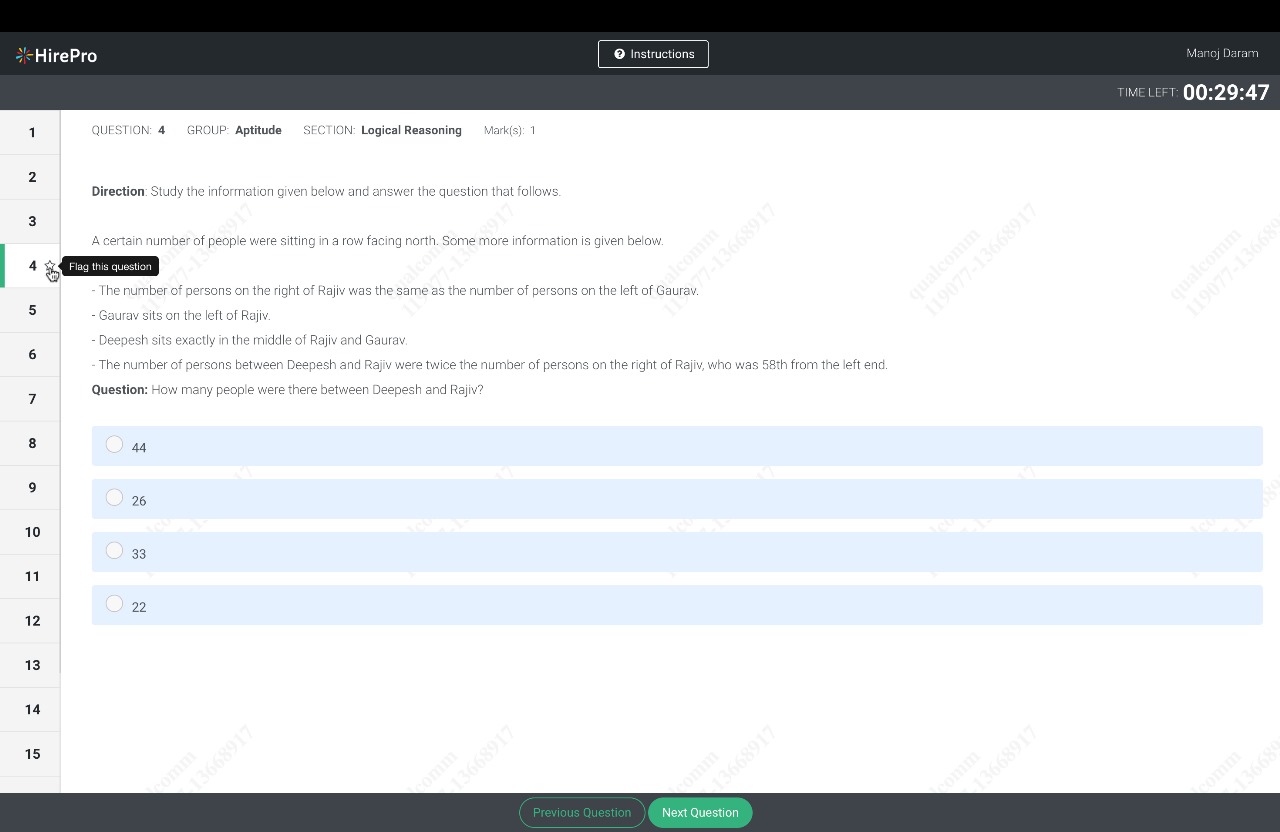 HirePro
Instructions
Manoj Daram
TIME LEFT: 00:29:47
1
2
3
4
5
6
7
8
9
10
11
12
13
14
15
Flag this question
QUESTION: 4 GROUP: Aptitude SECTION: Logical Reasoning Mark(s): 1
Direction: Study the information given below and answer the question that follows.
A certain number of people were sitting in a row facing north. Some more information is given below.
- The number of persons on the right of Rajiv was the same as the number of persons on the left of Gaurav.
- Gaurav sits on the left of Rajiv.
- Deepesh sits exactly in the middle of Rajiv and Gaurav.
- The number of persons between Deepesh and Rajiv were twice the number of persons on the right of Rajiv, who was 58th from the left end.
Question: How many people were there between Deepesh and Rajiv?
44
26
33
22
qualcomm
119077-13668917
Previous Question
Next Question